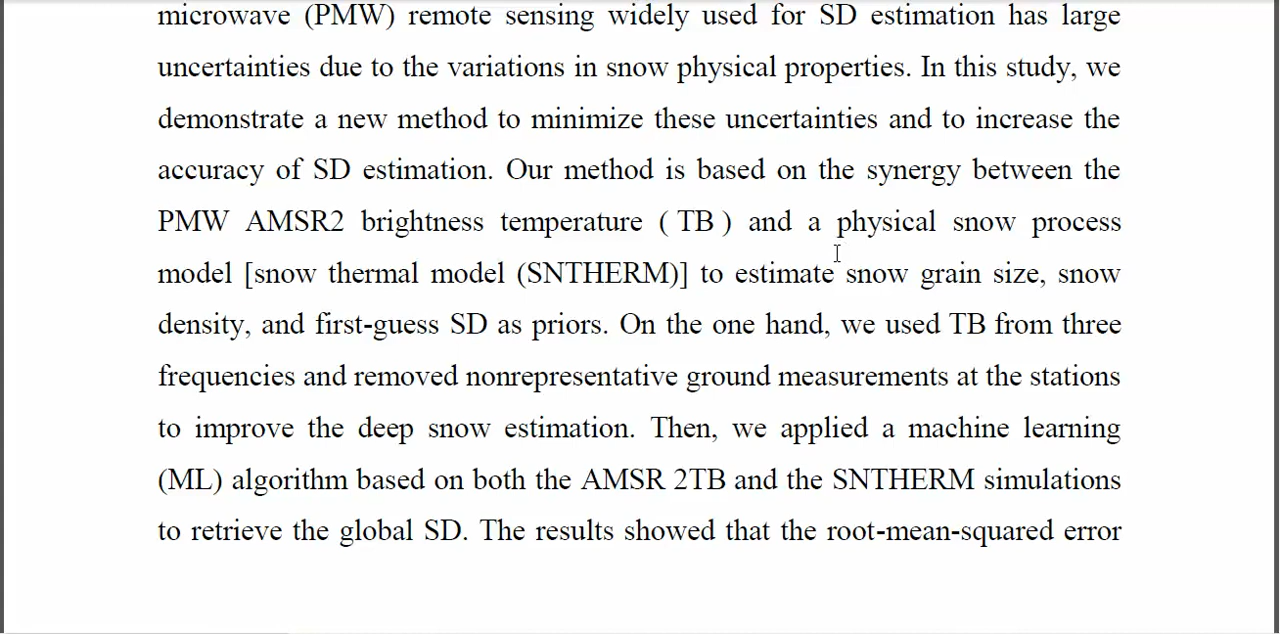 microwave (PMW) remote sensing widely used for SD estimation has large
uncertainties due to the variations in snow physical properties. In this study, we
demonstrate a new method to minimize these uncertainties and to increase the
accuracy of SD estimation. Our method is based on the synergy between the
PMW AMSR2 brightness temperature ( TB ) and a physical snow process
model [snow thermal model (SNTHERM)] to estimate snow grain size, snow
density, and first-guess SD as priors. On the one hand, we used TB from three
frequencies and removed nonrepresentative ground measurements at the stations
to improve the deep snow estimation. Then, we applied a machine learning
(ML) algorithm based on both the AMSR 2TB and the SNTHERM simulations
to retrieve the global SD. The results showed that the root-mean-squared error